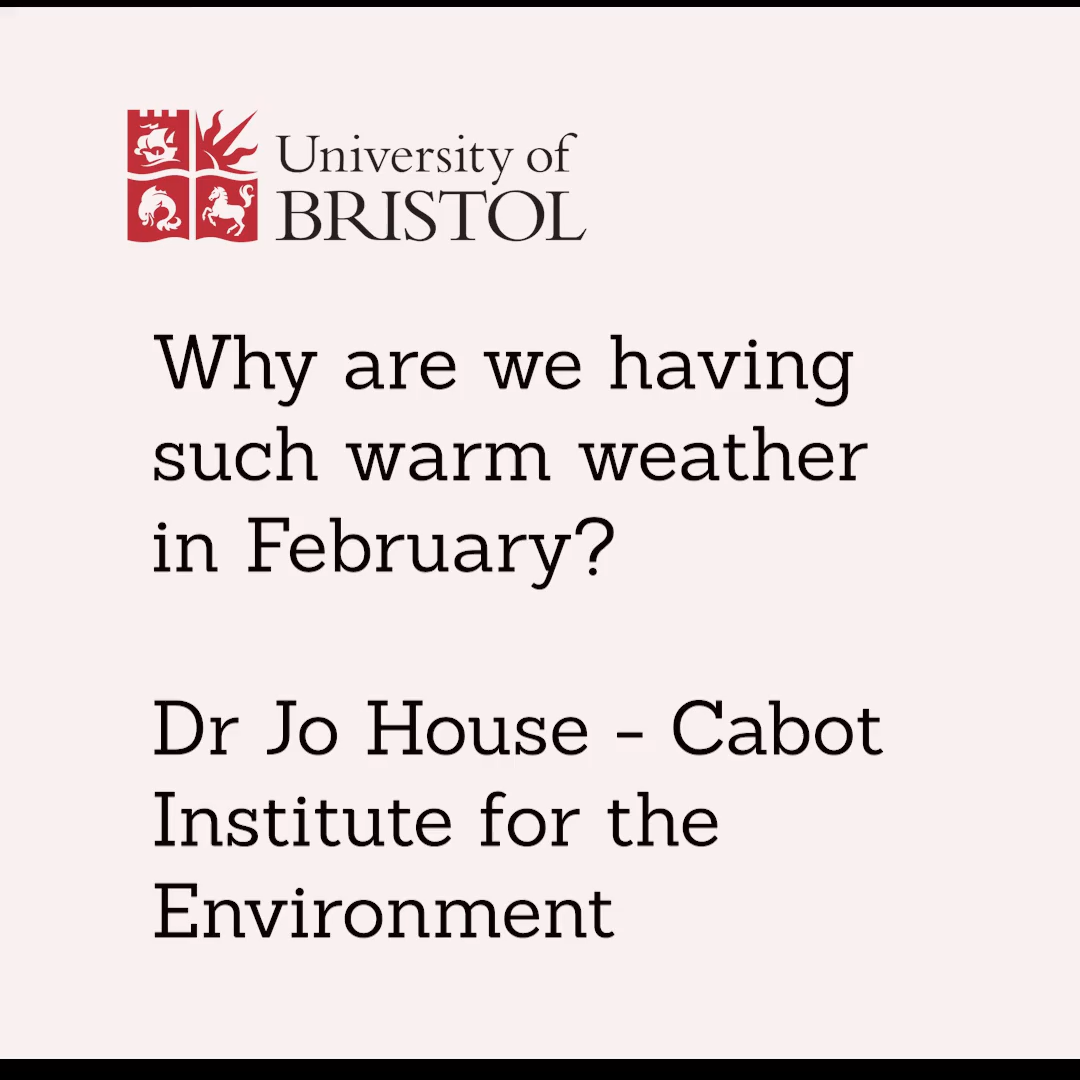 University of
BRISTOL
Why are we having
such warm weather
in February?
Dr Jo House - Cabot
Institute for the
Environment